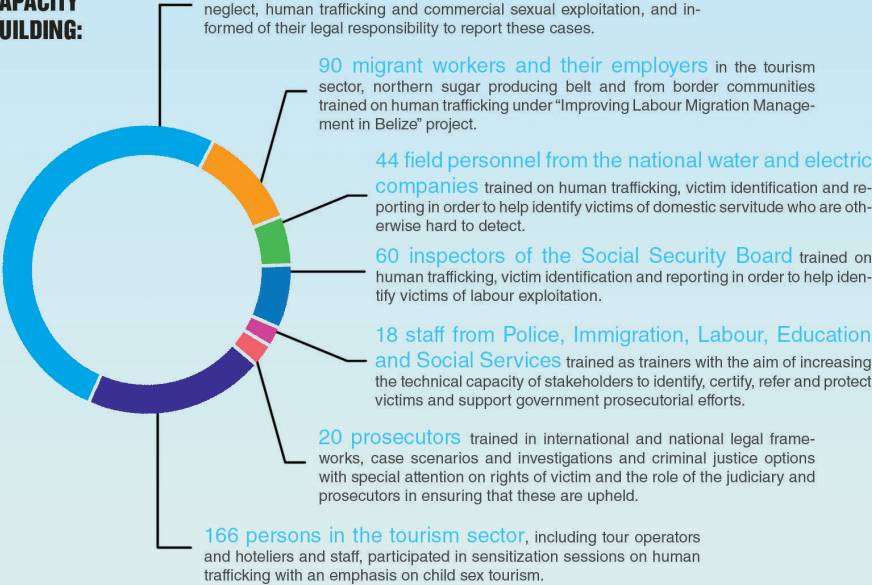 BUILDING:
neglect, human trafficking and commercial sexual exploitation, and in-
formed of their legal responsibility to report these cases.
90 migrant workers and their employers in the tourism
sector, northern sugar producing belt and from border communities
trained on human trafficking under “Improving Labour Migration Manage-
ment in Belize” project.
44 field personnel from the national water and electric
companies trained on human trafficking, victim identification and re-
porting in order to help identify victims of domestic servitude who are oth-
erwise hard to detect.
60 inspectors of the Social Security Board trained on
human trafficking, victim identification and reporting in order to help iden-
tify victims of labour exploitation.
18 staff from Police, Immigration, Labour, Education
and Social Services trained as trainers with the aim of increasing
the technical capacity of stakeholders to identify, certify, refer and protect
victims and support government prosecutorial efforts.
20 prosecutors trained in international and national legal frame-
works, case scenarios and investigations and criminal justice options
with special attention on rights of victim and the role of the judiciary and
prosecutors in ensuring that these are upheld.
166 persons in the tourism sector, including tour operators
and hoteliers and staff, participated in sensitization sessions on human
trafficking with an emphasis on child sex tourism.